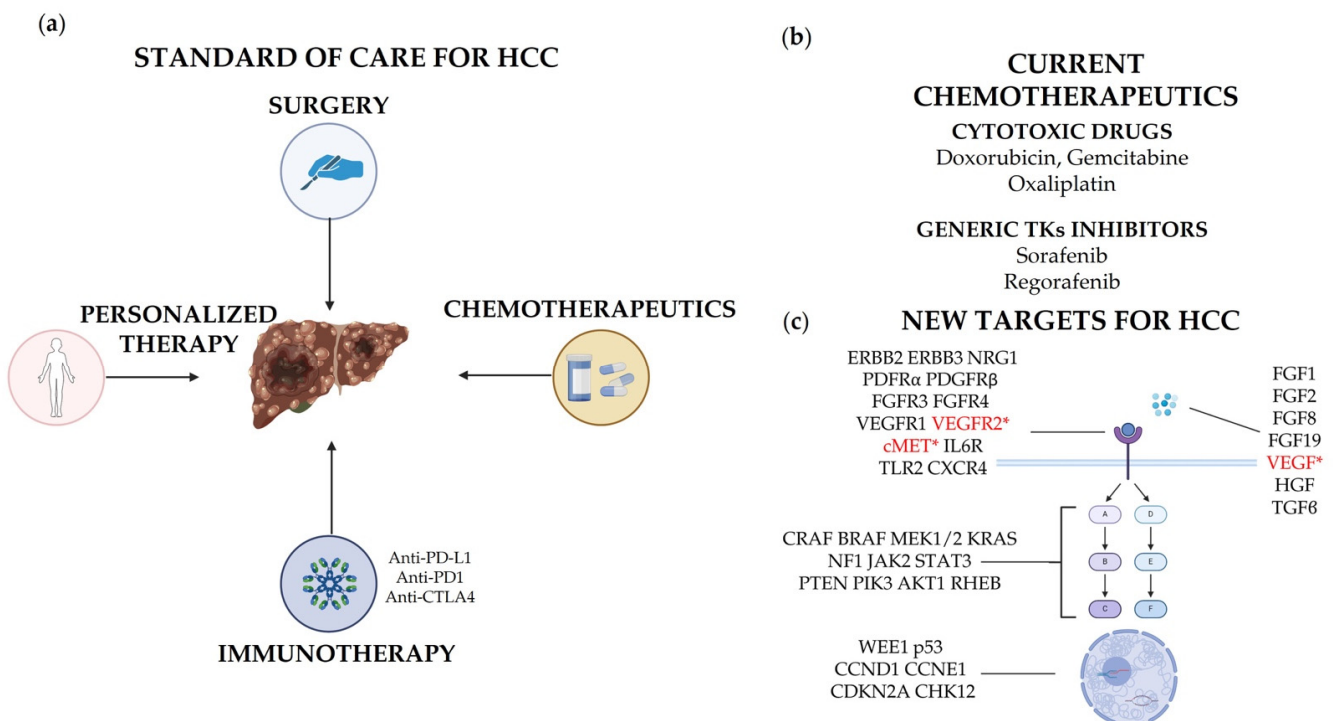 (a)
STANDARD OF CARE FOR HCC
SURGERY
PERSONALIZED
THERAPY
CHEMOTHERAPEUTICS
Anti-PD-L1
Anti-PD1
Anti-CTLA4
IMMUNOTHERAPY
(b)
CURRENT
CHEMOTHERAPEUTICS
CYTOTOXIC DRUGS
Doxorubicin, Gemcitabine
Oxaliplatin
GENERIC TKs INHIBITORS
Sorafenib
Regorafenib
(c)
NEW TARGETS FOR HCC
ERBB2 ERBB3 NRG1
PDFRα PDGFRβ
FGFR3 FGFR4
VEGFR1 VEGFR2*
cMET* IL6R
TLR2 CXCR4
FGF1
FGF2
FGF8
FGF19
VEGF*
HGF
TGFβ
A
D
B
E
C
F
CRAF BRAF MEK1/2 KRAS
NF1 JAK2 STAT3
PTEN PIK3 AKT1 RHEB
WEE1 p53
CCND1 CCNE1
CDKN2A CHK12